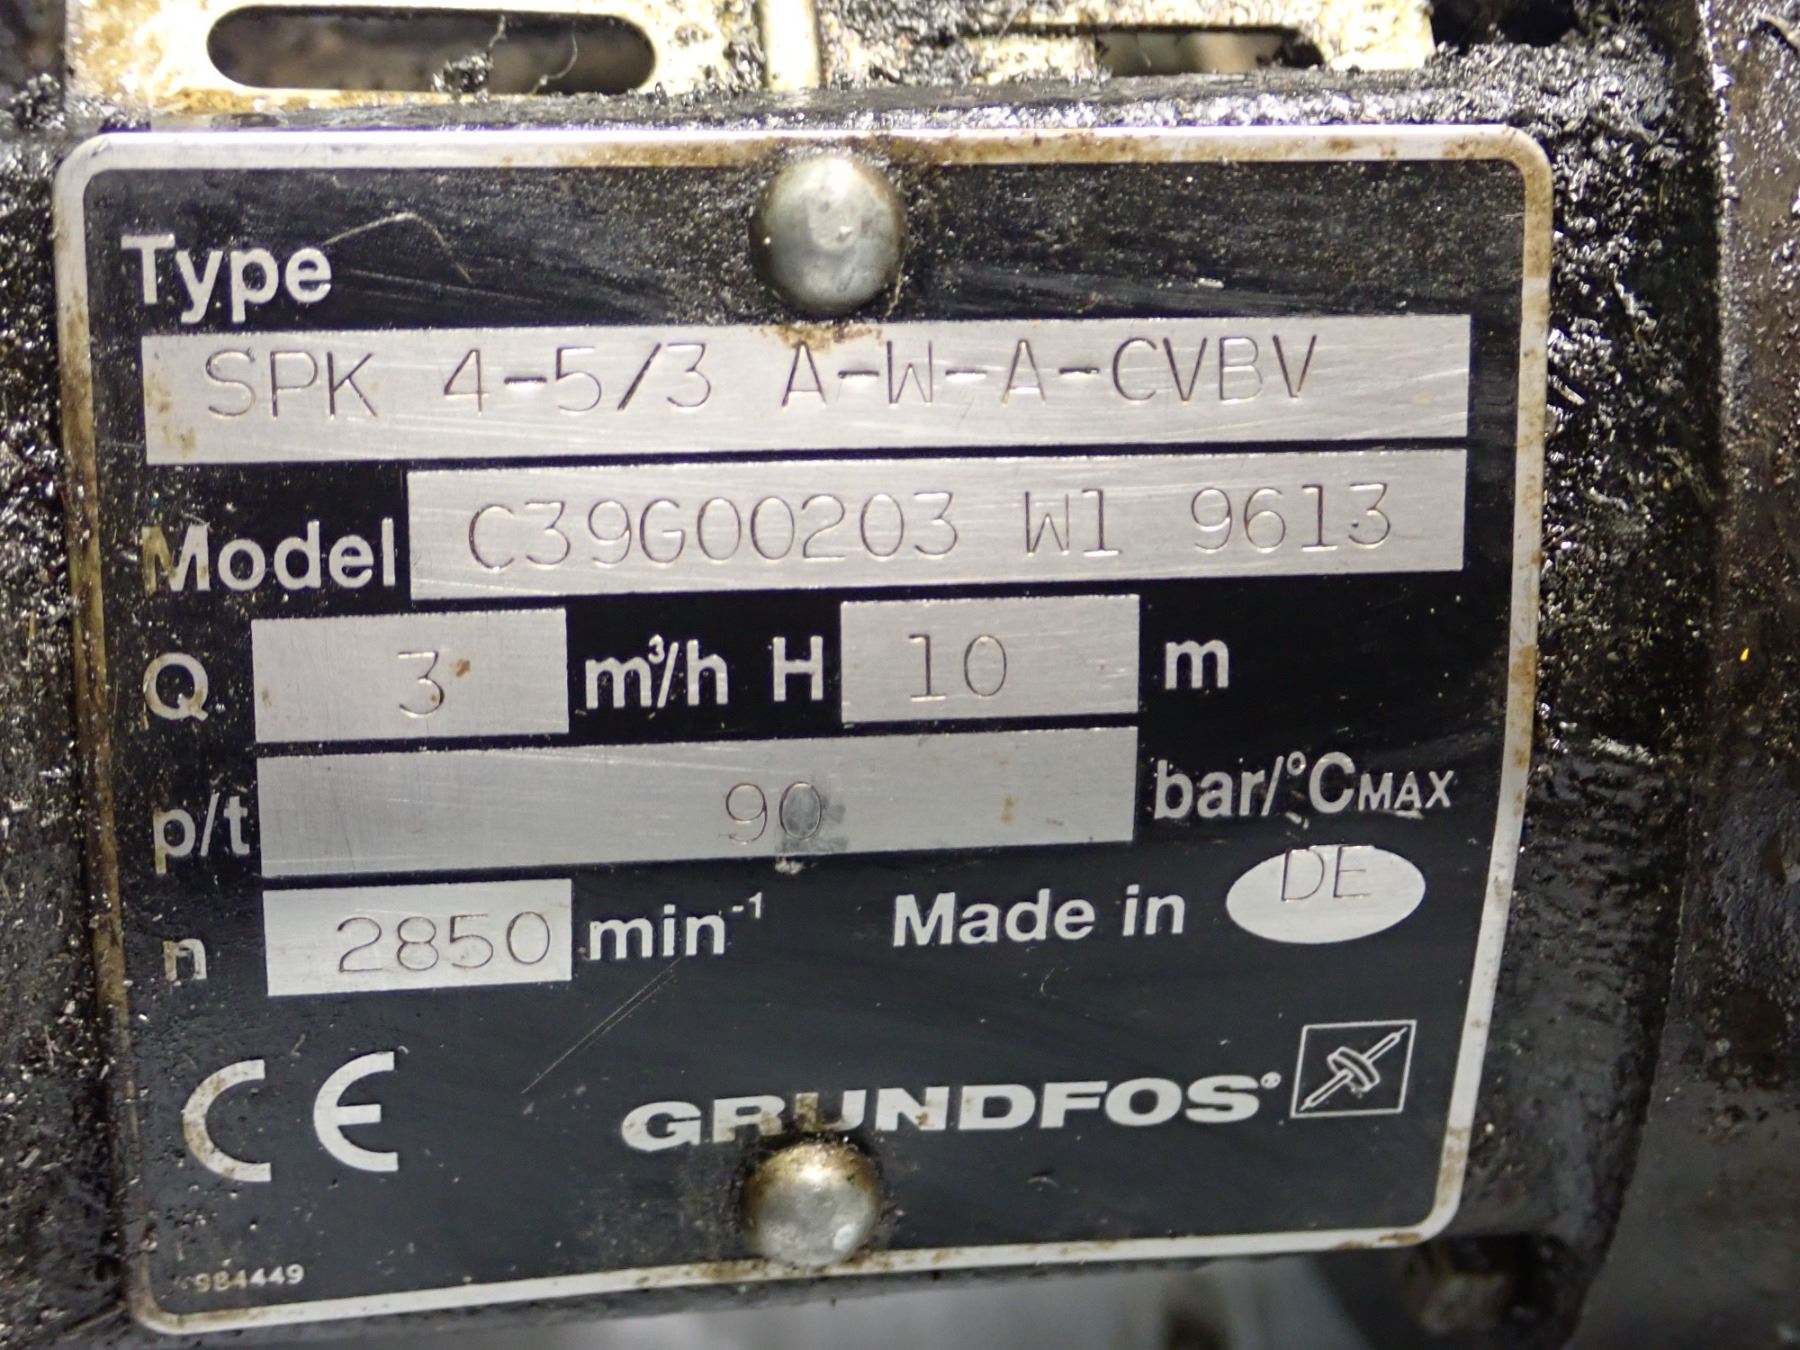 Type
SPK 4-5/3 A-W-A-CVBV
Model C39G00203 W1 9613
Q 3 m³/h H 10 m
p/t 90 bar/°CMAX
n 2850 min⁻¹ Made in DE
CE GRUNDFOS®
984449